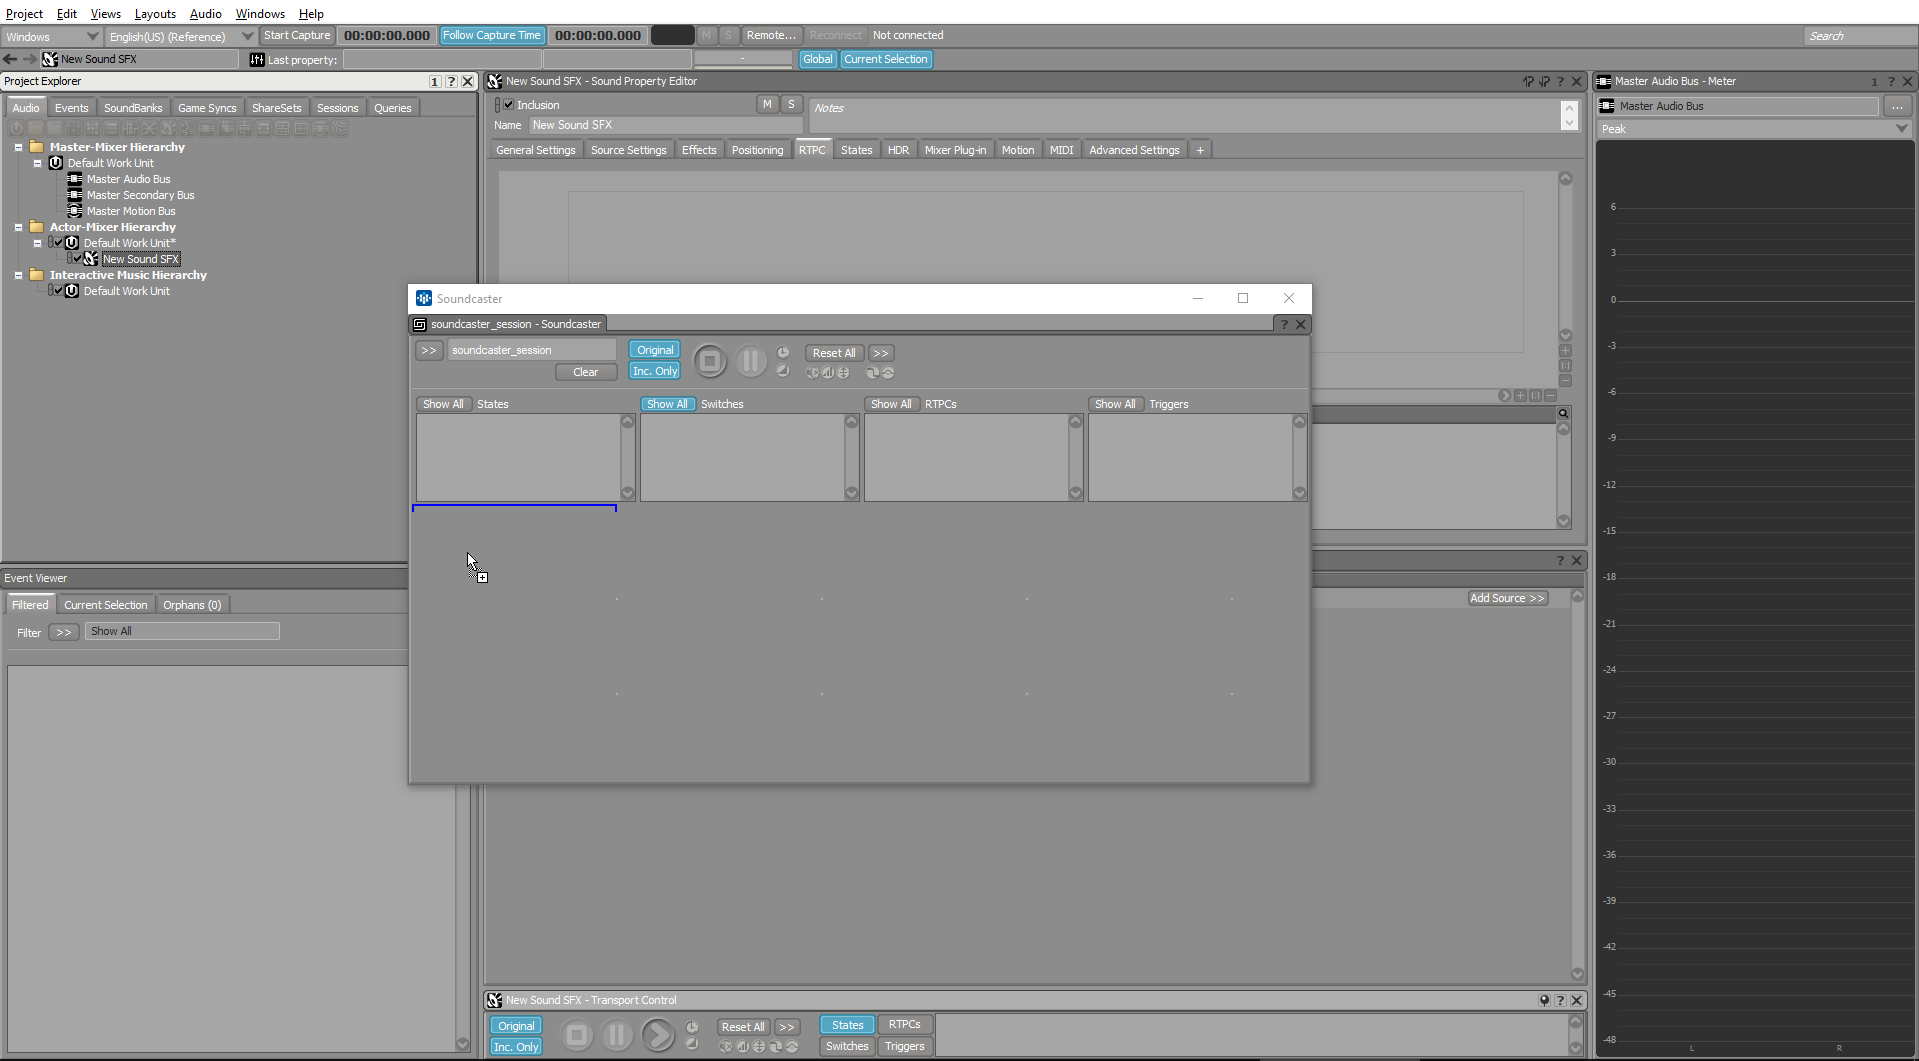 Project Edit Views Layouts Audio Windows Help
Windows English(US) (Reference) Start Capture 00:00:00.000 Follow Capture Time 00:00:00.000 M S Remote... Reconnect Not connected Search
New Sound SFX Last property: - Global Current Selection
Project Explorer 1 ?
Audio Events SoundBanks Game Syncs ShareSets Sessions Queries
Master-Mixer Hierarchy
Default Work Unit
Master Audio Bus
Master Secondary Bus
Master Motion Bus
Actor-Mixer Hierarchy
Default Work Unit*
New Sound SFX
Interactive Music Hierarchy
Default Work Unit
Event Viewer
Filtered Current Selection Orphans (0)
Filter >> Show All
New Sound SFX - Sound Property Editor ?
Inclusion M S Notes
Name New Sound SFX
General Settings Source Settings Effects Positioning RTPC States HDR Mixer Plug-in Motion MIDI Advanced Settings +
Soundcaster
soundcaster_session - Soundcaster ?
>> soundcaster_session Original Reset All >>
Clear Inc. Only
Show All States Show All Switches Show All RTPCs Show All Triggers
?
Add Source >>
New Sound SFX - Transport Control ?
Original Reset All >> States RTPCs
Inc. Only Switches Triggers
Master Audio Bus - Meter 1 ?
Master Audio Bus ...
Peak
6
3
0
-3
-6
-9
-12
-15
-18
-21
-24
-27
-30
-33
-36
-39
-42
-45
-48
L R